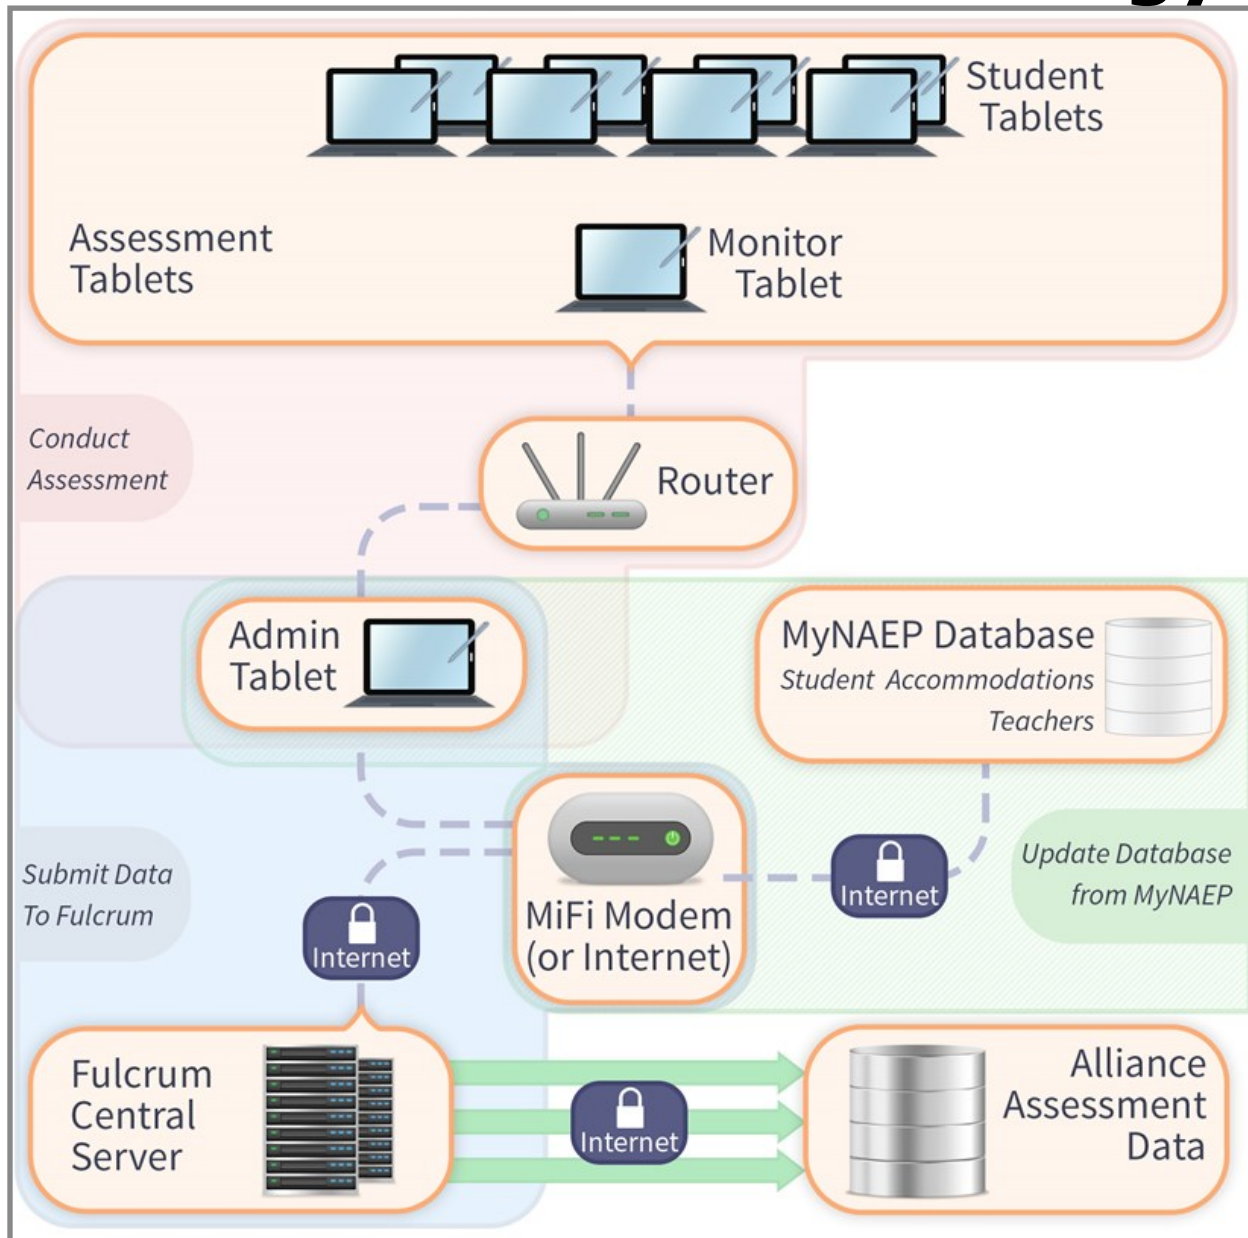 Student
Tablets
Assessment
Tablets
Monitor
Tablet
Conduct
Assessment
Router
Admin
Tablet
MyNAEP Database
Student Accommodations
Teachers
Submit Data
To Fulcrum
Internet
MiFi Modem
(or Internet)
Internet
Update Database
from MyNAEP
Fulcrum
Central
Server
Internet
Alliance
Assessment
Data